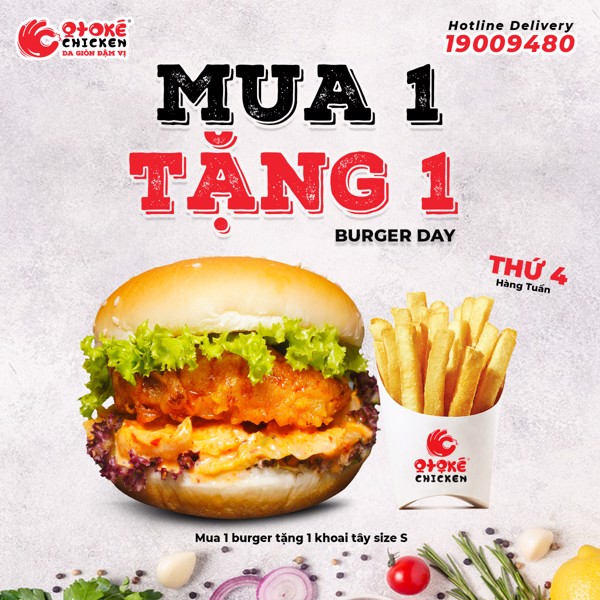 OTOKÉ
CHICKEN
DA GIÒN ĐẬM VỊ
Hotline Delivery
19009480
MUA 1
TẶNG 1
BURGER DAY
THỨ 4
Hàng Tuần
OTOKÉ
CHICKEN
Mua 1 burger tặng 1 khoai tây size S